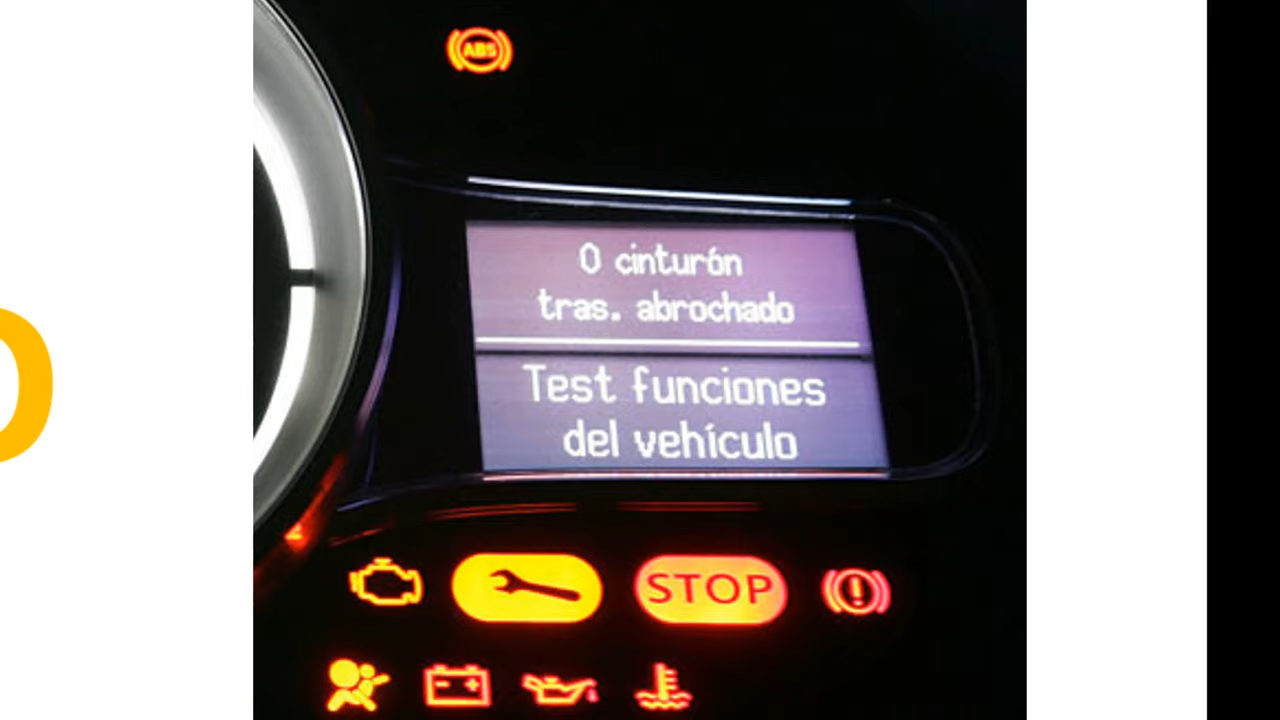 ABS
0 cinturón
tras. abrochado
Test funciones
del vehículo
STOP